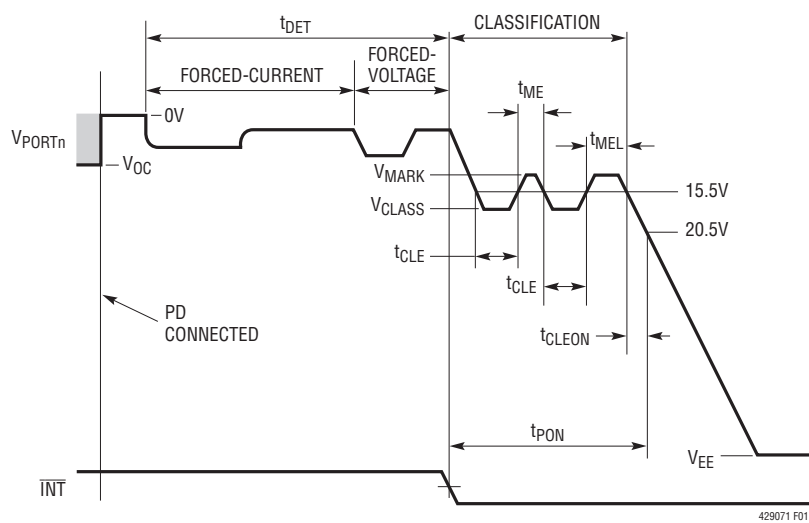 tDET
CLASSIFICATION
FORCED-CURRENT
FORCED-
VOLTAGE
tME
0V
VPORTn
VOC
tMEL
VMARK
15.5V
VCLASS
20.5V
tCLE
tCLE
PD
CONNECTED
tCLEON
tPON
VEE
INT
429071 F01